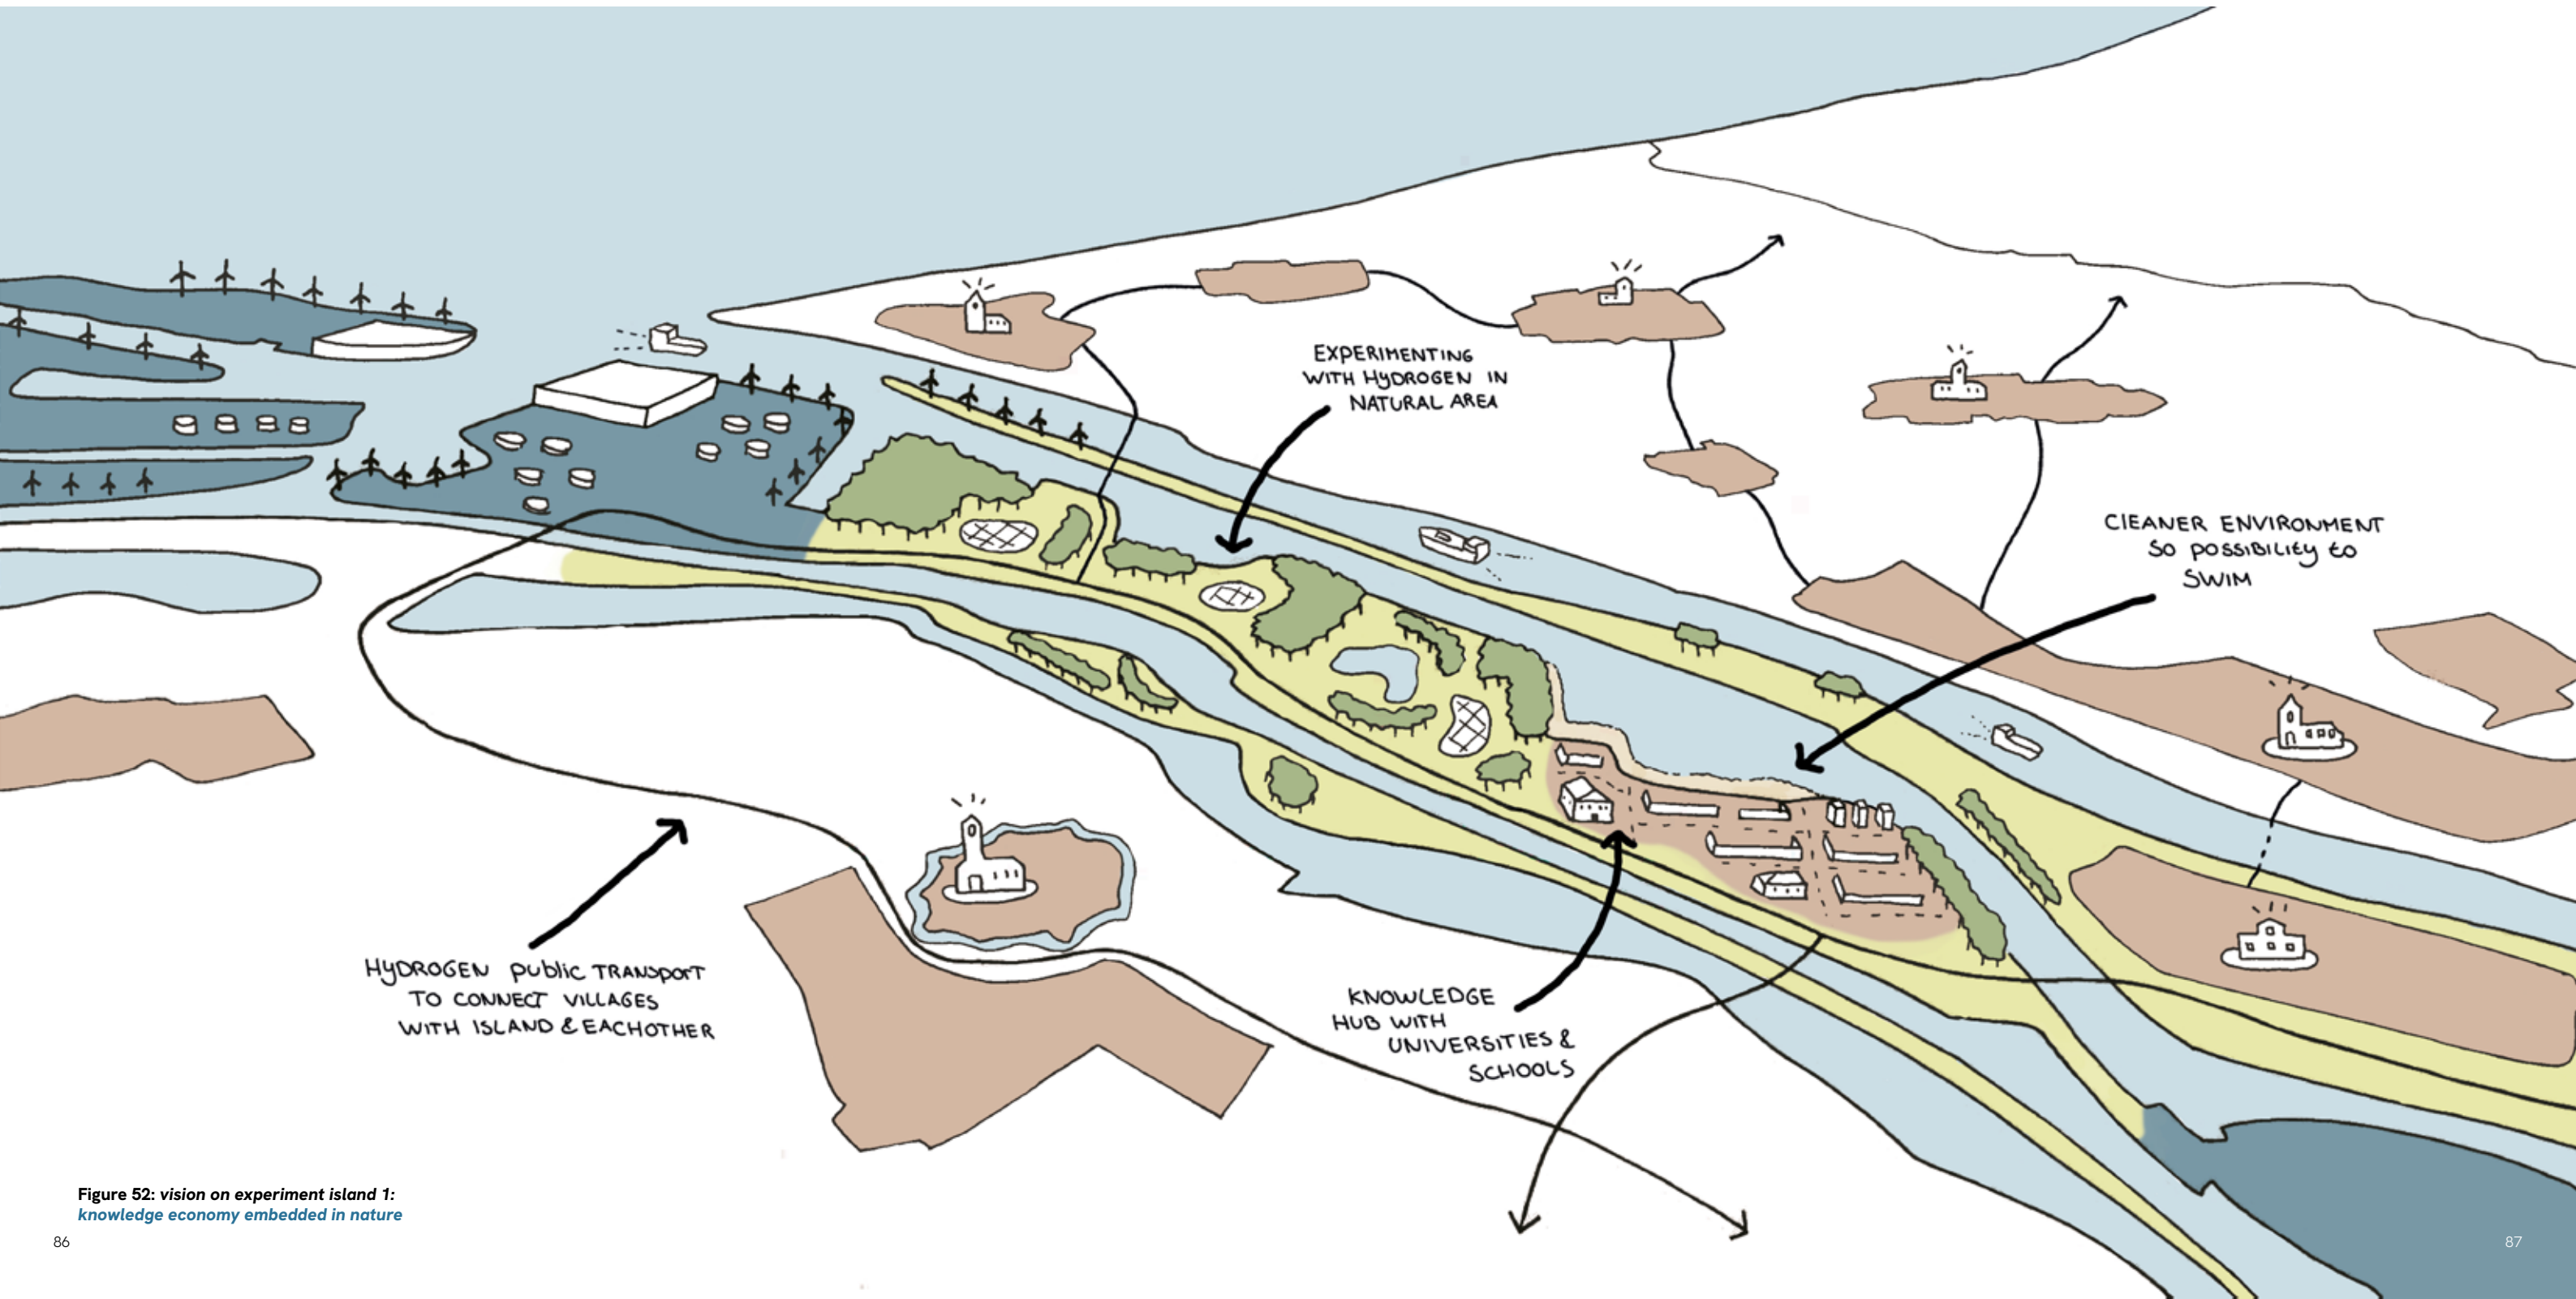 EXPERIMENTING
WITH HYDROGEN IN
NATURAL AREA
CLEANER ENVIRONMENT
SO POSSIBILITY TO
SWIM
HYDROGEN PUBLIC TRANSPORT
TO CONNECT VILLAGES
WITH ISLAND & EACHOTHER
KNOWLEDGE
HUB WITH
UNIVERSITIES &
SCHOOLS
Figure 52: vision on experiment island 1:
knowledge economy embedded in nature
86
87